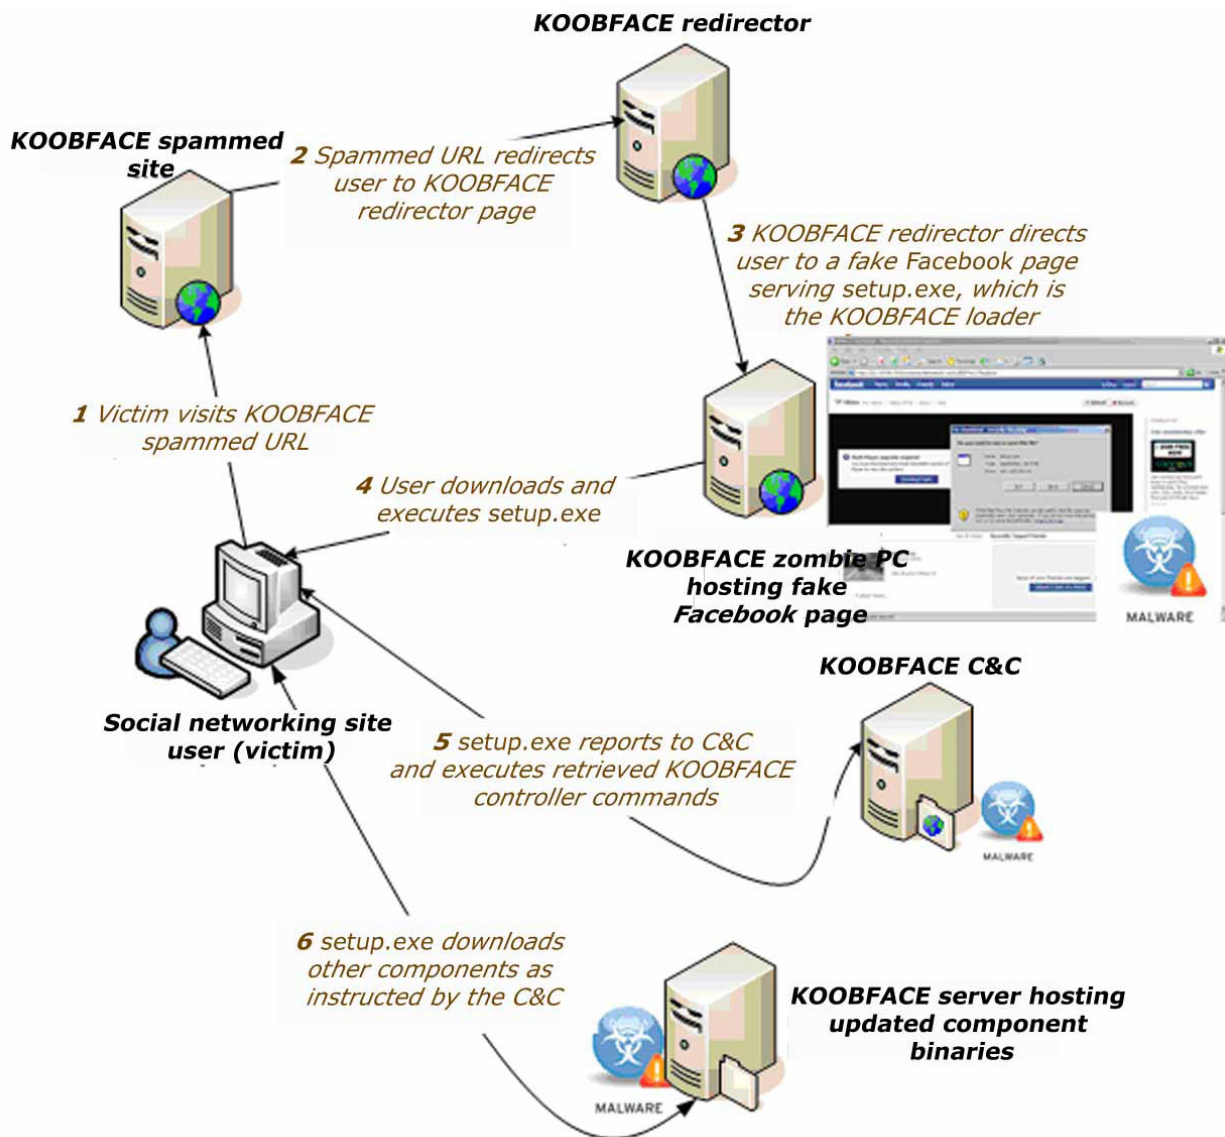 KOOBFACE redirector
KOOBFACE spammed
site
2 Spammed URL redirects
user to KOOBFACE
redirector page
3 KOOBFACE redirector directs
user to a fake Facebook page
serving setup.exe, which is
the KOOBFACE loader
1 Victim visits KOOBFACE
spammed URL
4 User downloads and
executes setup.exe
facebook
KOOBFACE zombie PC
hosting fake
Facebook page
MALWARE
KOOBFACE C&C
Social networking site
user (victim)
5 setup.exe reports to C&C
and executes retrieved KOOBFACE
controller commands
MALWARE
6 setup.exe downloads
other components as
instructed by the C&C
KOOBFACE server hosting
updated component
binaries
MALWARE